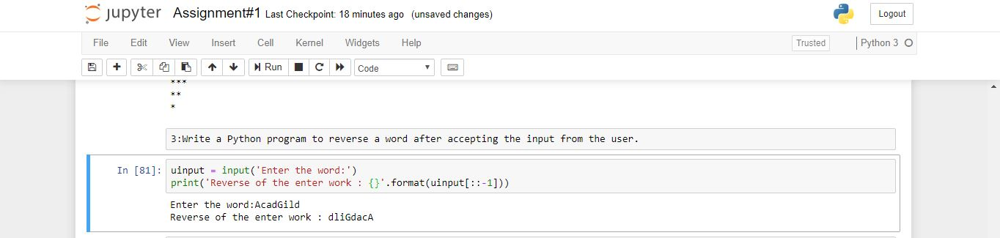 jupyter Assignment#1 Last Checkpoint: 18 minutes ago (unsaved changes) Logout
File Edit View Insert Cell Kernel Widgets Help Trusted Python 3
Run Code
***
**
*
3:Write a Python program to reverse a word after accepting the input from the user.
In [81]: uinput = input('Enter the word:')
print('Reverse of the enter work : {}'.format(uinput[::-1]))
Enter the word:AcadGild
Reverse of the enter work : dliGdacA